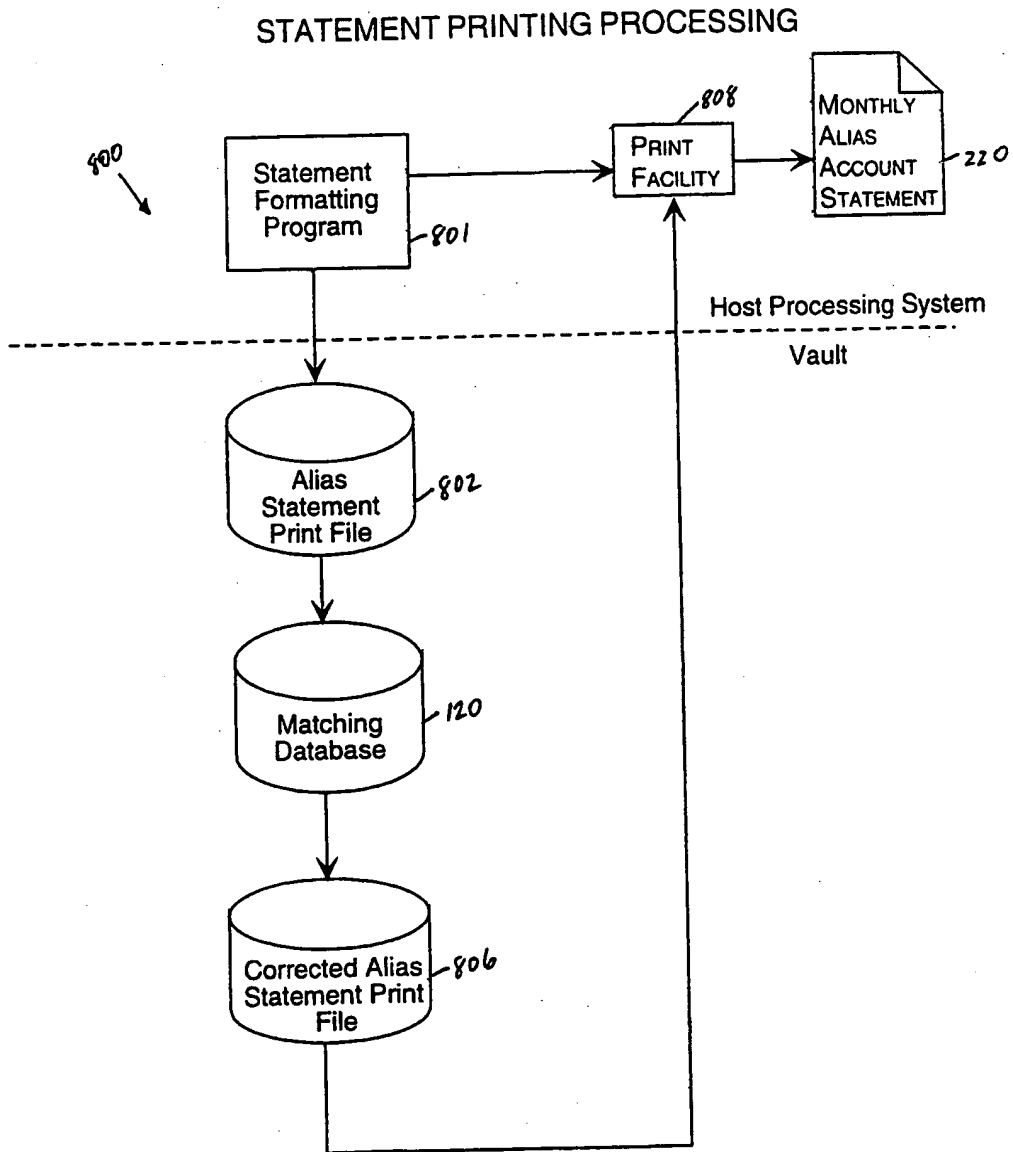 STATEMENT PRINTING PROCESSING
800
Statement
Formatting
Program
801
808
PRINT
FACILITY
MONTHLY
ALIAS
ACCOUNT
STATEMENT
220
Host Processing System
Vault
Alias
Statement
Print File
802
Matching
Database
120
Corrected Alias
Statement Print
File
806